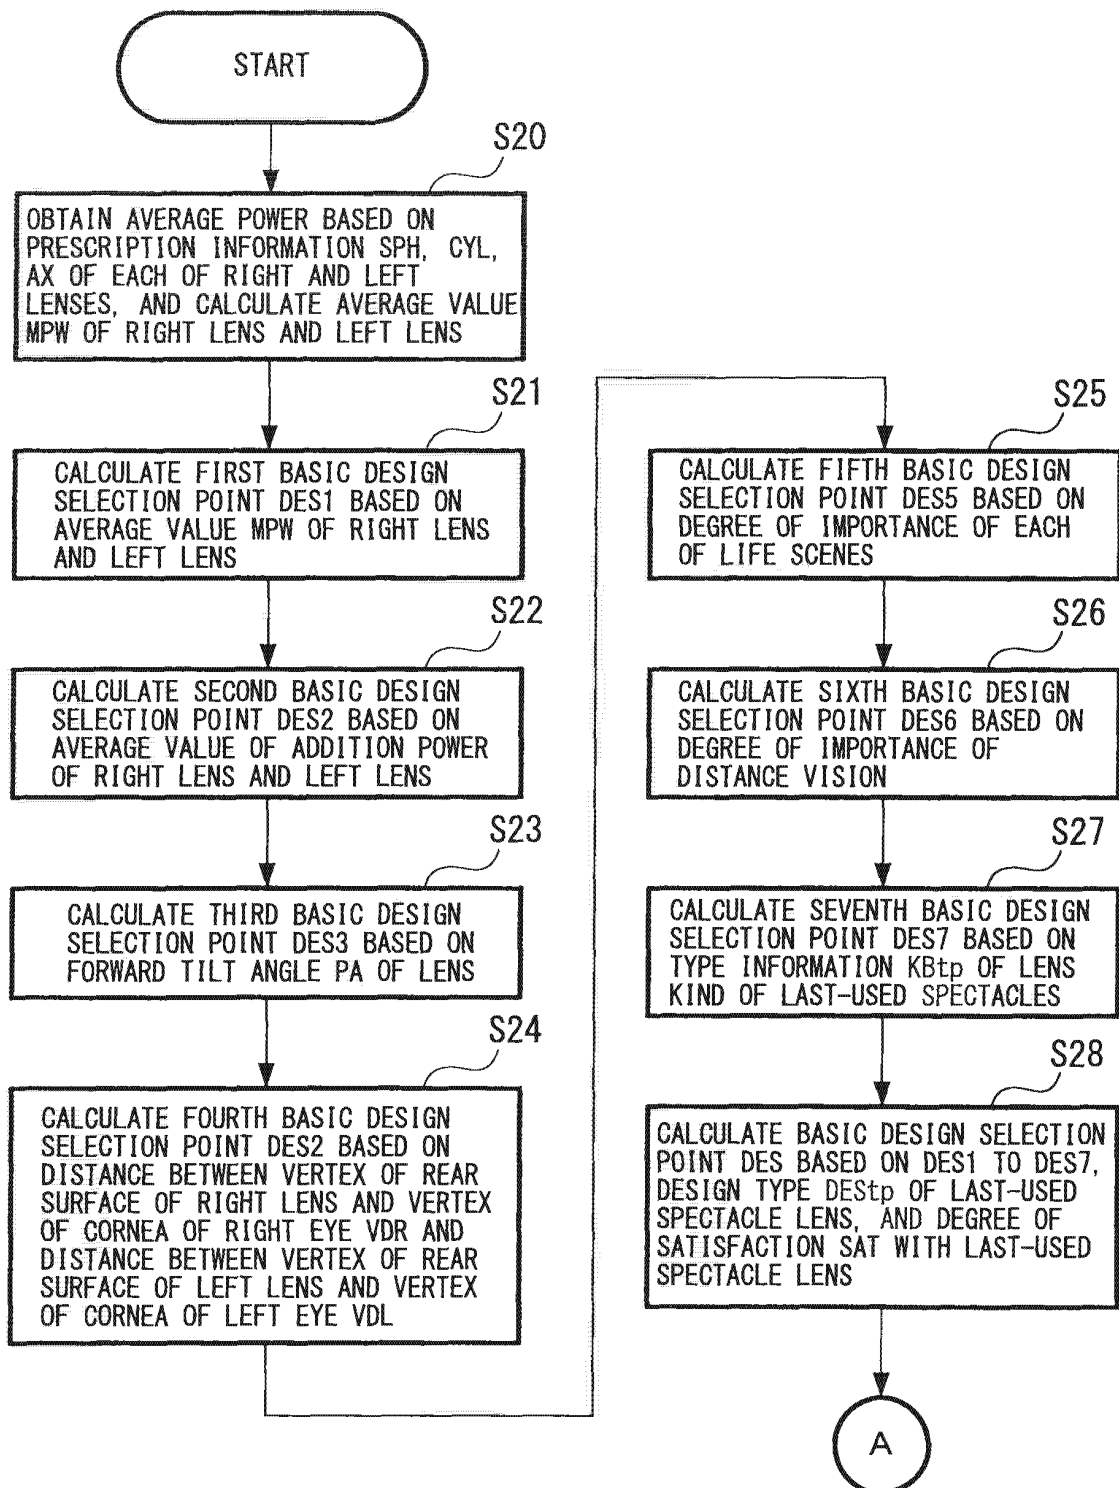 START
S20
OBTAIN AVERAGE POWER BASED ON
PRESCRIPTION INFORMATION SPH, CYL,
AX OF EACH OF RIGHT AND LEFT
LENSES, AND CALCULATE AVERAGE VALUE
MPW OF RIGHT LENS AND LEFT LENS
S21
CALCULATE FIRST BASIC DESIGN
SELECTION POINT DES1 BASED ON
AVERAGE VALUE MPW OF RIGHT LENS
AND LEFT LENS
S22
CALCULATE SECOND BASIC DESIGN
SELECTION POINT DES2 BASED ON
AVERAGE VALUE OF ADDITION POWER
OF RIGHT LENS AND LEFT LENS
S23
CALCULATE THIRD BASIC DESIGN
SELECTION POINT DES3 BASED ON
FORWARD TILT ANGLE PA OF LENS
S24
CALCULATE FOURTH BASIC DESIGN
SELECTION POINT DES2 BASED ON
DISTANCE BETWEEN VERTEX OF REAR
SURFACE OF RIGHT LENS AND VERTEX
OF CORNEA OF RIGHT EYE VDR AND
DISTANCE BETWEEN VERTEX OF REAR
SURFACE OF LEFT LENS AND VERTEX
OF CORNEA OF LEFT EYE VDL
S25
CALCULATE FIFTH BASIC DESIGN
SELECTION POINT DES5 BASED ON
DEGREE OF IMPORTANCE OF EACH
OF LIFE SCENES
S26
CALCULATE SIXTH BASIC DESIGN
SELECTION POINT DES6 BASED ON
DEGREE OF IMPORTANCE OF
DISTANCE VISION
S27
CALCULATE SEVENTH BASIC DESIGN
SELECTION POINT DES7 BASED ON
TYPE INFORMATION KBtp OF LENS
KIND OF LAST-USED SPECTACLES
S28
CALCULATE BASIC DESIGN SELECTION
POINT DES BASED ON DES1 TO DES7,
DESIGN TYPE DEStp OF LAST-USED
SPECTACLE LENS, AND DEGREE OF
SATISFACTION SAT WITH LAST-USED
SPECTACLE LENS
A